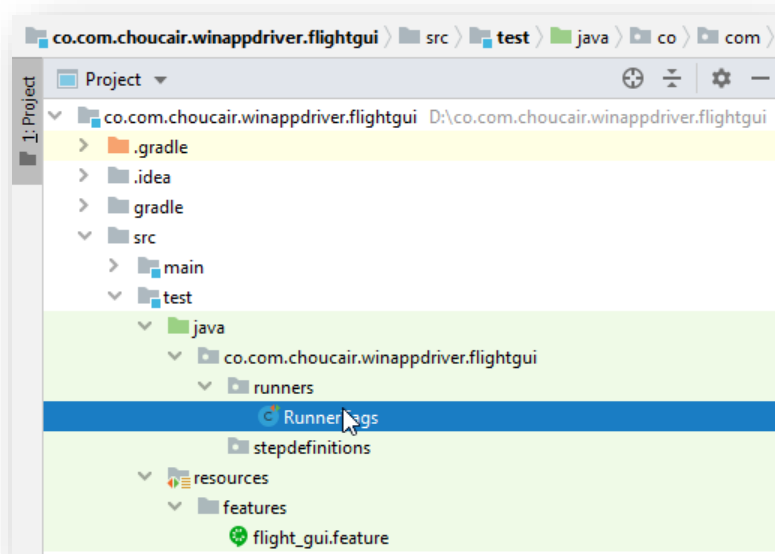 co.com.choucair.winappdriver.flightgui src test java co com
1: Project
Project
co.com.choucair.winappdriver.flightgui D:\co.com.choucair.winappdriver.flightgui
.gradle
.idea
gradle
src
main
test
java
co.com.choucair.winappdriver.flightgui
runners
RunnerTags
stepdefinitions
resources
features
flight_gui.feature